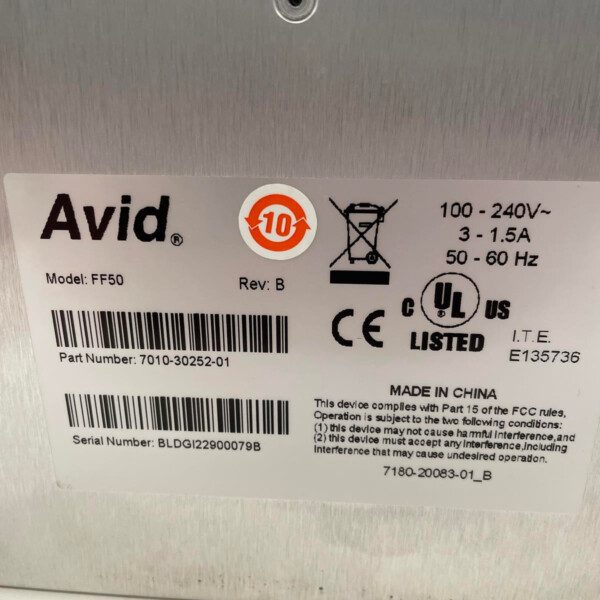 Avid®
10
100 - 240V~
3 - 1.5A
50 - 60 Hz
Model: FF50
Rev: B
CE
c UL® US
LISTED
I.T.E.
E135736
Part Number: 7010-30252-01
Serial Number: BLDGI22900079B
MADE IN CHINA
This device complies with Part 15 of the FCC rules.
Operation is subject to the two following conditions:
(1) this device may not cause harmful interference,and
(2) this device must accept any interference,including
interference that may cause undesired operation.
7180-20083-01_B